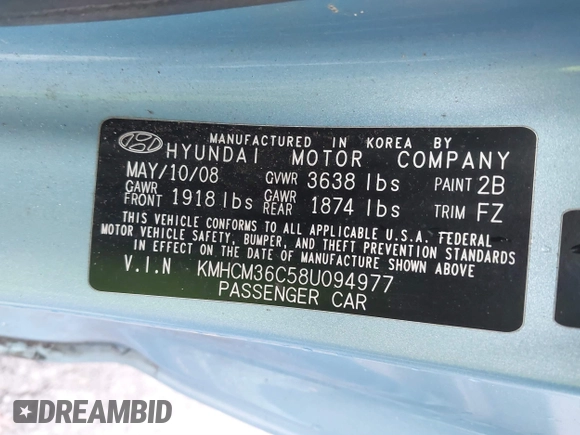 MANUFACTURED IN KOREA BY
HYUNDAI MOTOR COMPANY
MAY/10/08 GVWR 3638 lbs PAINT 2B
GAWR FRONT 1918 lbs GAWR REAR 1874 lbs TRIM FZ
THIS VEHICLE CONFORMS TO ALL APPLICABLE U.S.A. FEDERAL
MOTOR VEHICLE SAFETY, BUMPER, AND THEFT PREVENTION STANDARDS
IN EFFECT ON THE DATE OF MANUFACTURE SHOWN ABOVE
V.I.N KMHCM36C58U094977
PASSENGER CAR
DREAMBID